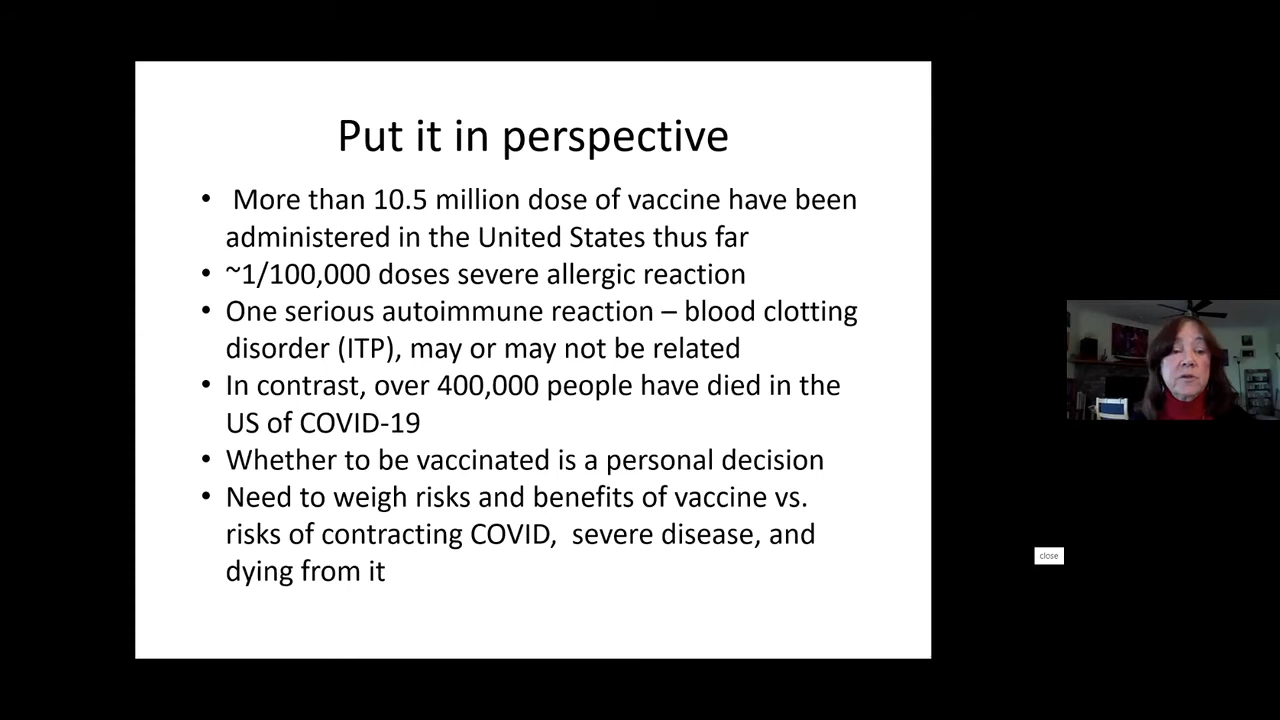 Put it in perspective
• More than 10.5 million dose of vaccine have been
administered in the United States thus far
• ~1/100,000 doses severe allergic reaction
• One serious autoimmune reaction – blood clotting
disorder (ITP), may or may not be related
• In contrast, over 400,000 people have died in the
US of COVID-19
• Whether to be vaccinated is a personal decision
• Need to weigh risks and benefits of vaccine vs.
risks of contracting COVID,  severe disease, and
dying from it
close